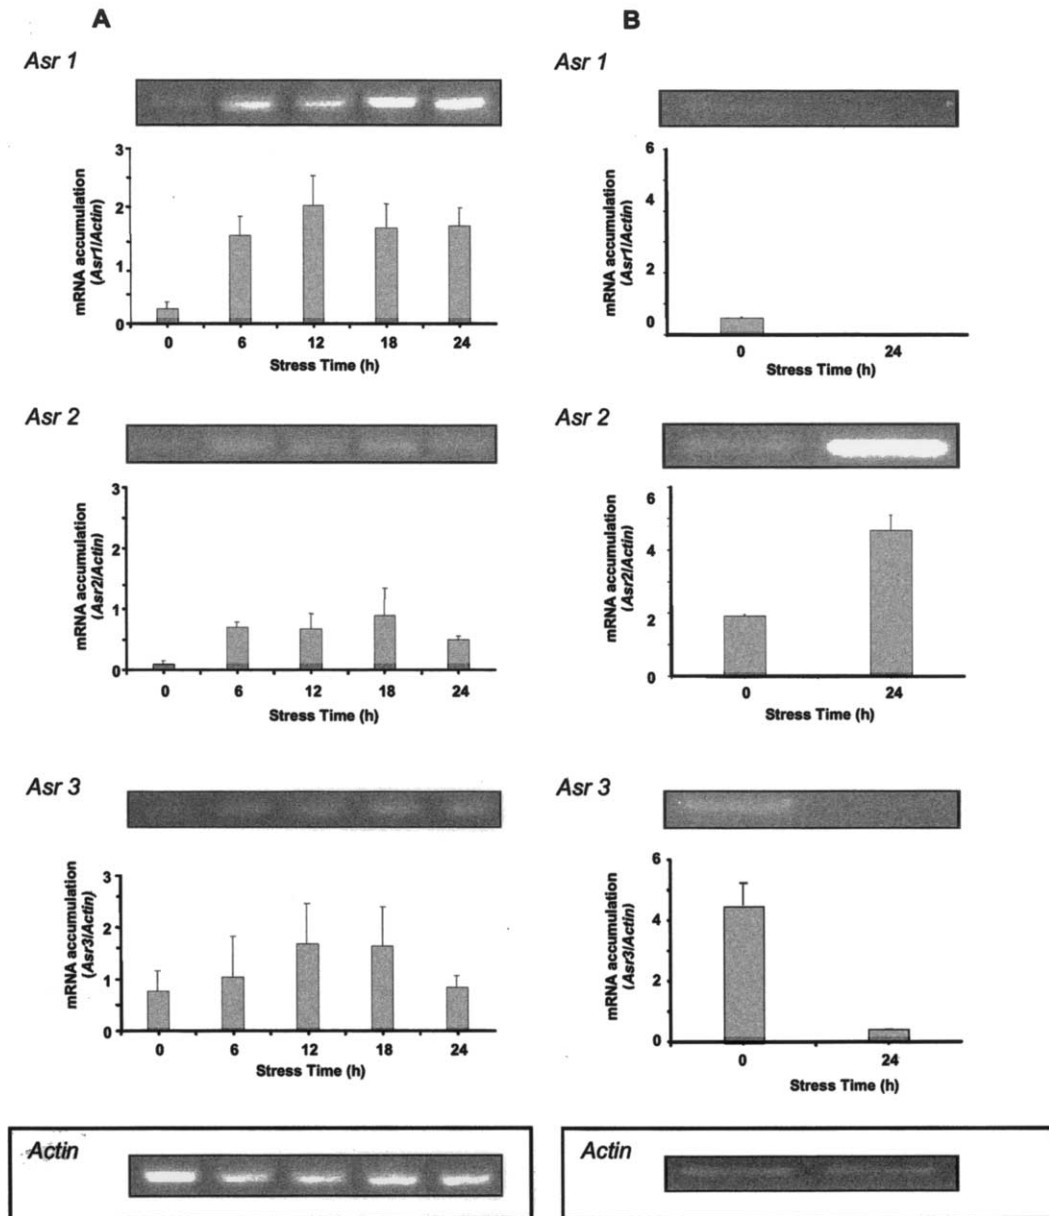 A
Asr 1
3
2
1
0
mRNA accumulation
(Asr1/Actin)
0 6 12 18 24
Stress Time (h)
Asr 2
3
2
1
0
mRNA accumulation
(Asr2/Actin)
0 6 12 18 24
Stress Time (h)
Asr 3
3
2
1
0
mRNA accumulation
(Asr3/Actin)
0 6 12 18 24
Stress Time (h)
Actin
B
Asr 1
6
4
2
0
mRNA accumulation
(Asr1/Actin)
0 24
Stress Time (h)
Asr 2
6
4
2
0
mRNA accumulation
(Asr2/Actin)
0 24
Stress Time (h)
Asr 3
6
4
2
0
mRNA accumulation
(Asr3/Actin)
0 24
Stress Time (h)
Actin